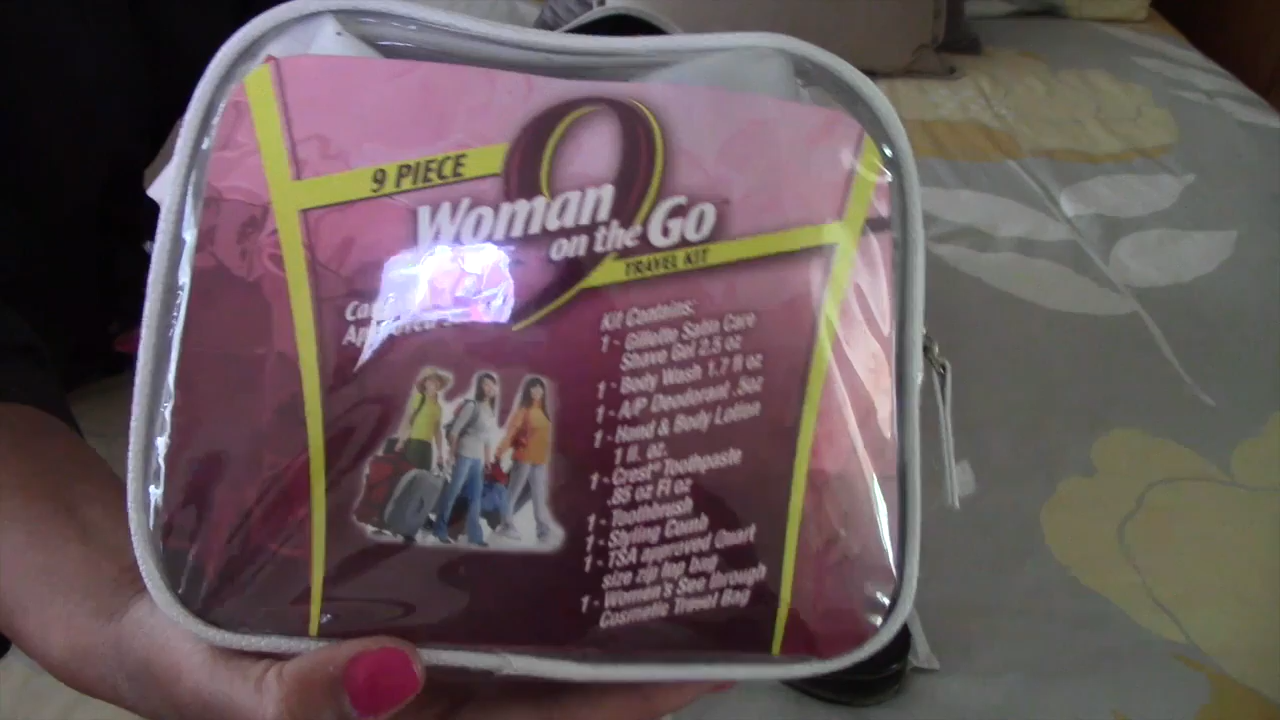 9 PIECE
9
Woman
on the Go
TRAVEL KIT
Kit Contains:
1 - Gillette Satin Care
Shave Gel 2.5 oz
1 - Body Wash 1.7 fl oz
1 - A/P Deodorant .5oz
1 - Hand & Body Lotion
1 fl. oz.
1 - Crest® Toothpaste
.85 oz Fl oz
1 - Toothbrush
1 - Styling Comb
1 - TSA approved Quart
size zip top bag
1 - Women's See through
Cosmetic Travel Bag